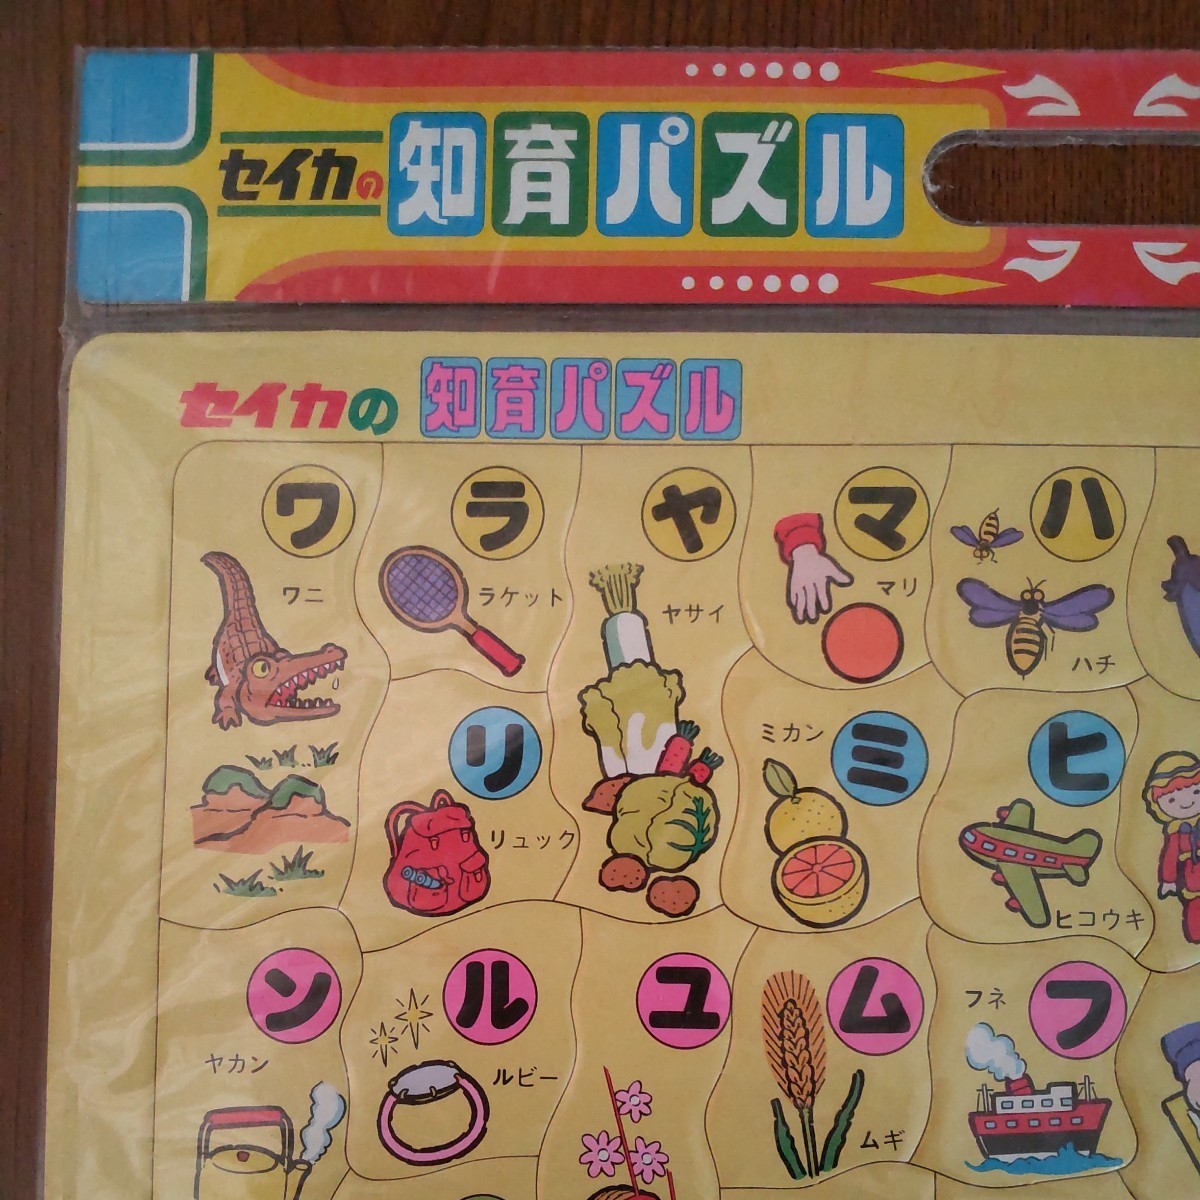 セイカの知育パズル
セイカの知育パズル
ワ
ワニ
ラ
ラケット
ヤ
ヤサイ
マ
マリ
ハ
ハチ
リ
リュック
ミカン
ミ
ヒ
ヒコウキ
ン
ヤカン
ル
ルビー
ユ
ム
ムギ
フネ
フ